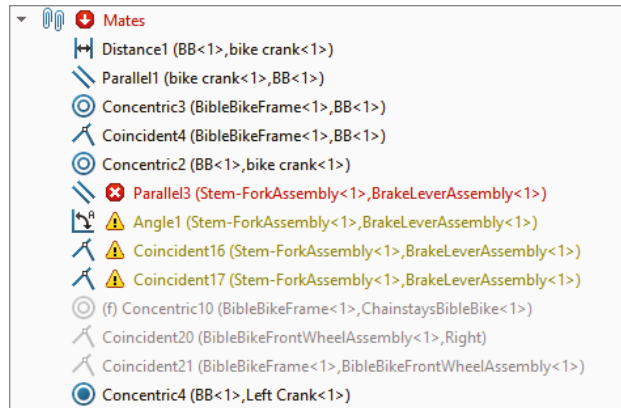 Mates
Distance1 (BB<1>,bike crank<1>)
Parallel1 (bike crank<1>,BB<1>)
Concentric3 (BibleBikeFrame<1>,BB<1>)
Coincident4 (BibleBikeFrame<1>,BB<1>)
Concentric2 (BB<1>,bike crank<1>)
Parallel3 (Stem-ForkAssembly<1>,BrakeLeverAssembly<1>)
Angle1 (Stem-ForkAssembly<1>,BrakeLeverAssembly<1>)
Coincident16 (Stem-ForkAssembly<1>,BrakeLeverAssembly<1>)
Coincident17 (Stem-ForkAssembly<1>,BrakeLeverAssembly<1>)
(f) Concentric10 (BibleBikeFrame<1>,ChainstaysBibleBike<1>)
Coincident20 (BibleBikeFrontWheelAssembly<1>,Right)
Coincident21 (BibleBikeFrame<1>,BibleBikeFrontWheelAssembly<1>)
Concentric4 (BB<1>,Left Crank<1>)